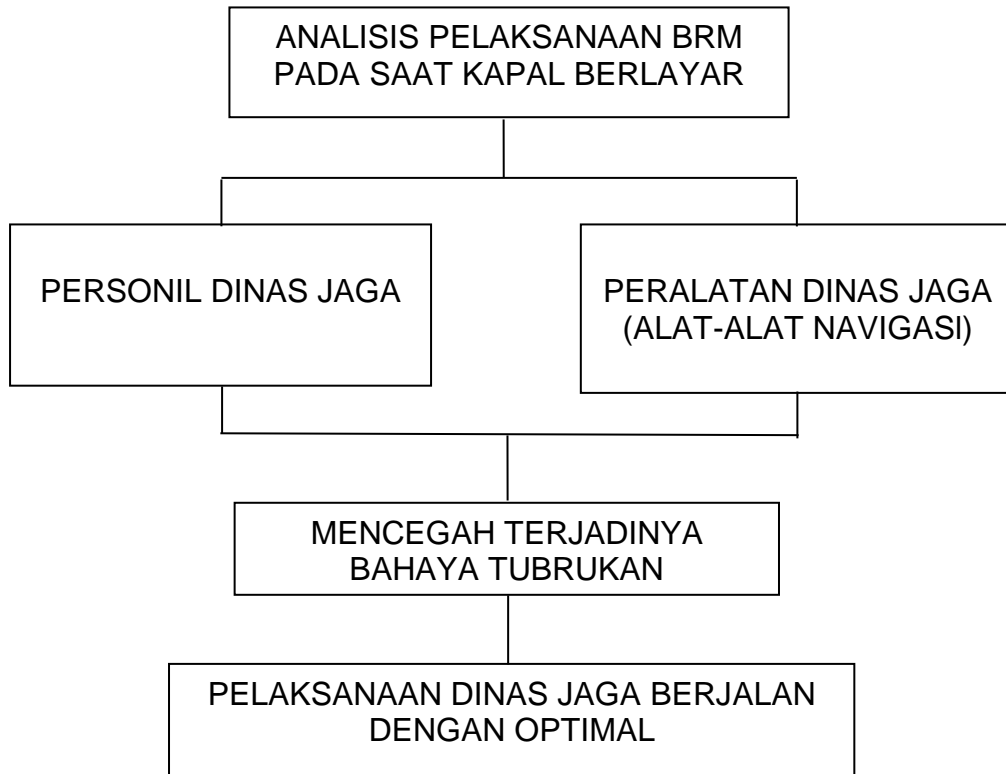 ANALISIS PELAKSANAAN BRM
PADA SAAT KAPAL BERLAYAR
PERSONIL DINAS JAGA
PERALATAN DINAS JAGA
(ALAT-ALAT NAVIGASI)
MENCEGAH TERJADINYA
BAHAYA TUBRUKAN
PELAKSANAAN DINAS JAGA BERJALAN
DENGAN OPTIMAL